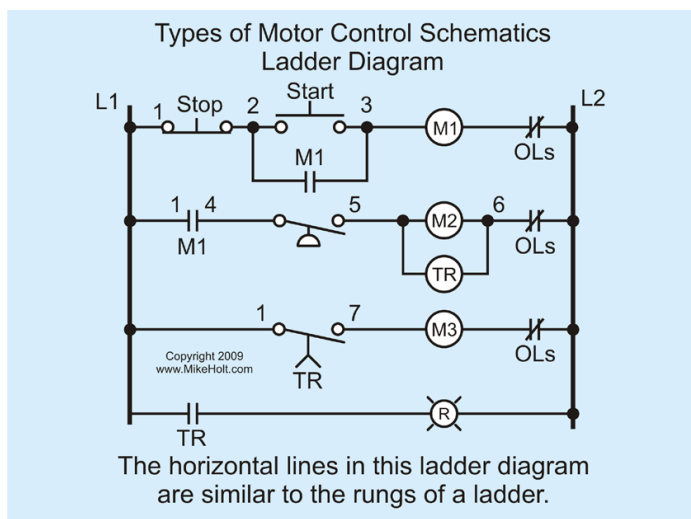 Types of Motor Control Schematics
Ladder Diagram
Start
L1 1 Stop 2 3 L2
M1
OLs
M1
1 4 5 6
M2
M1 OLs
TR
1 7
M3
OLs
Copyright 2009
www.MikeHolt.com
TR
R
TR
The horizontal lines in this ladder diagram
are similar to the rungs of a ladder.